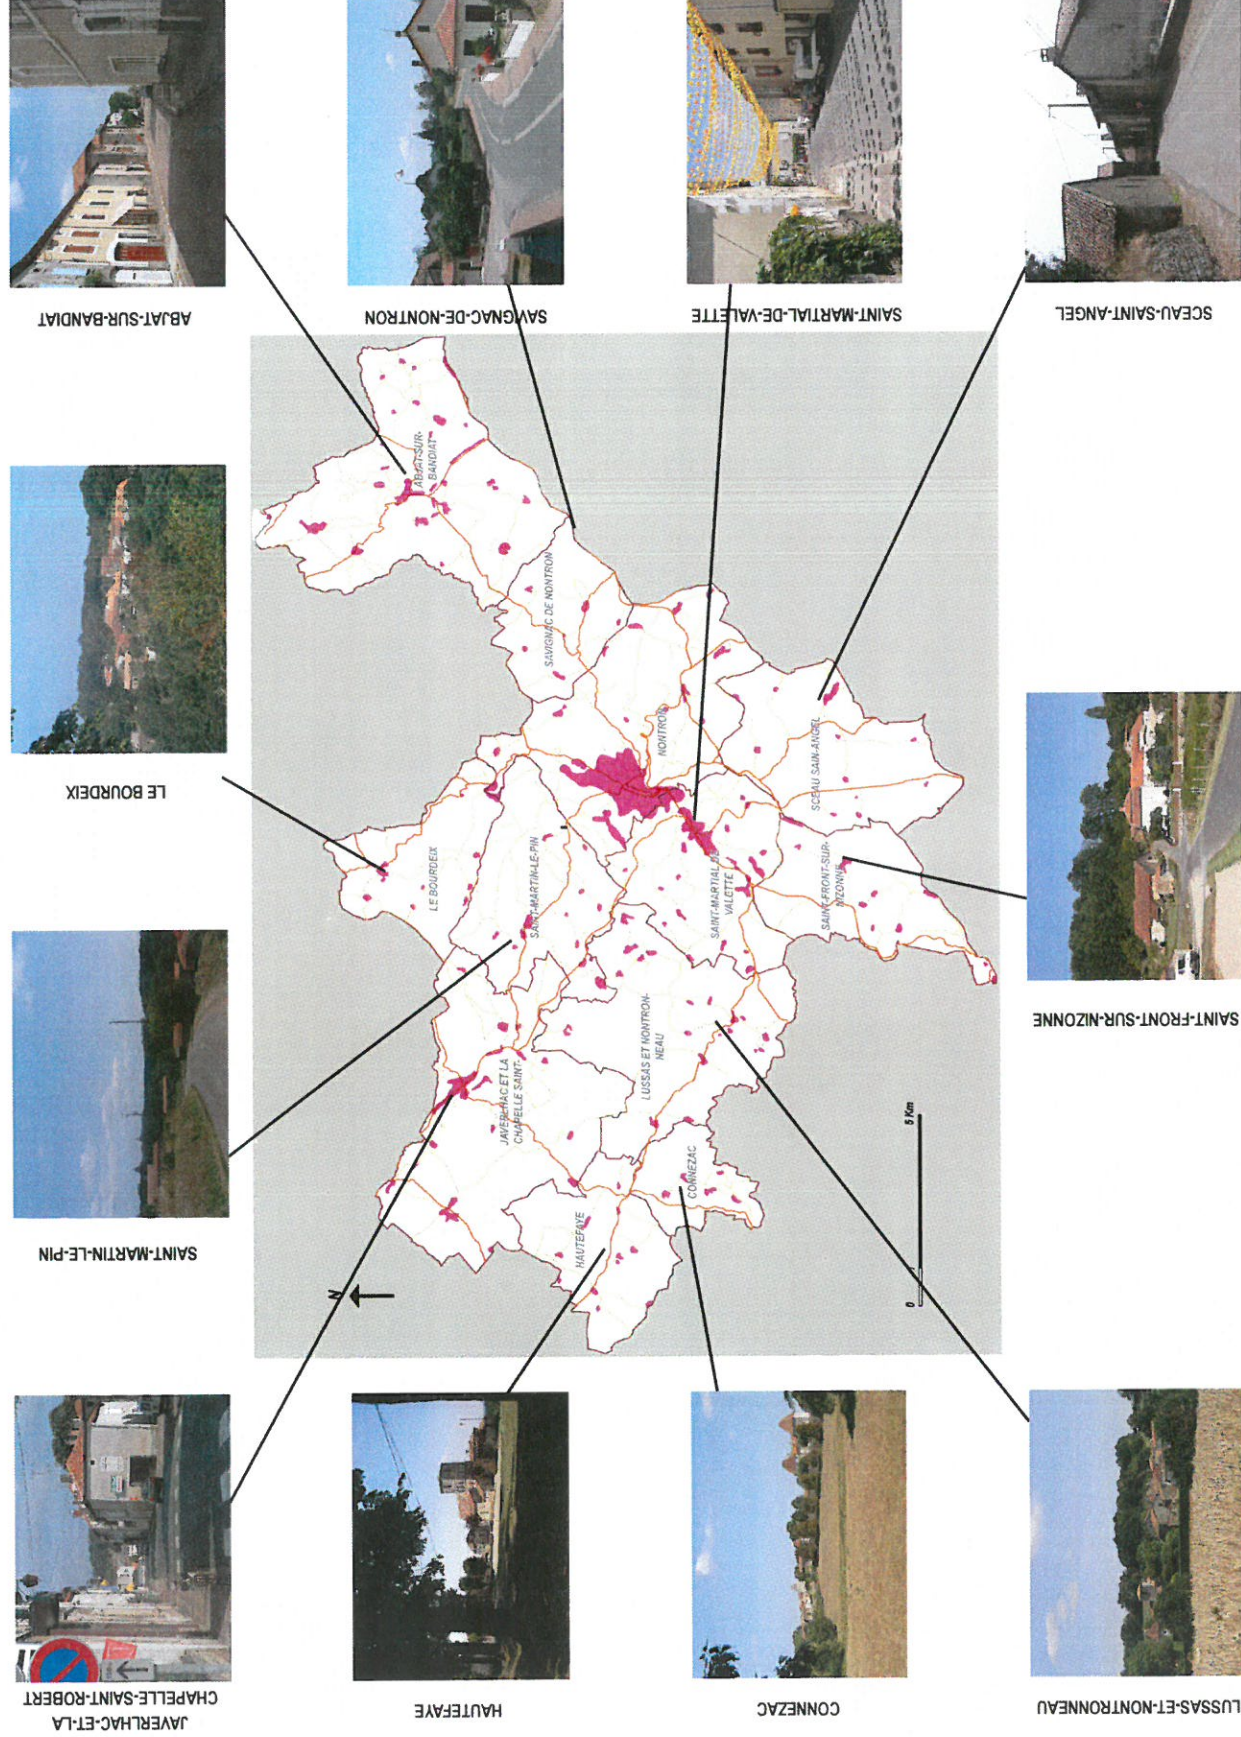 ABJAT-SUR-BANDIAT
SAVIGNAC-DE-NONTRON
SAINT-MARTIAL-DE-VALETTE
SCEAU-SAINT-ANGEL
LE BOURDEIX
SAINT-MARTIN-LE-PIN
SAINT-FRONT-SUR-NIZONNE
JAVERLHAC-ET-LA
CHAPELLE-SAINT-ROBERT
HAUTEFAYE
CONNEZAC
LUSSAS-ET-NONTRONNEAU
ABJAT-SUR-
BANDIAT
SAVIGNAC DE NONTRON
NONTRON
SCEAU SAIN-ANGEL
LE BOURDEIX
SAINT-MARTIN-LE-PIN
SAINT-MARTIAL DE
VALETTE
SAINT-FRONT-SUR-
NIZONNE
JAVERLHAC ET LA
CHAPELLE SAINT-
LUSSAS ET NONTRON-
NEAU
HAUTEFAYE
CONNEZAC
N
0
5 Km